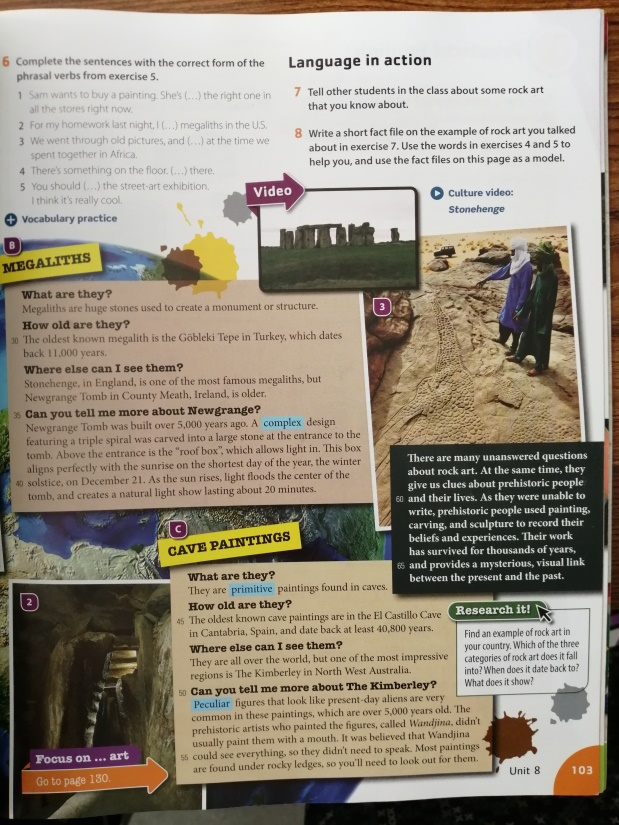 6 Complete the sentences with the correct form of the
phrasal verbs from exercise 5.
1 Sam wants to buy a painting. She's (...) the right one in
all the stores right now.
2 For my homework last night, I (...) megaliths in the U.S.
3 We went through old pictures, and (...) at the time we
spent together in Africa.
4 There's something on the floor. (...) there.
5 You should (...) the street-art exhibition.
I think it's really cool.
+ Vocabulary practice
Language in action
7 Tell other students in the class about some rock art
that you know about.
8 Write a short fact file on the example of rock art you talked
about in exercise 7. Use the words in exercises 4 and 5 to
help you, and use the fact files on this page as a model.
Video
Culture video:
Stonehenge
B
MEGALITHS
What are they?
Megaliths are huge stones used to create a monument or structure.
How old are they?
30 The oldest known megalith is the Göbleki Tepe in Turkey, which dates
back 11,000 years.
Where else can I see them?
Stonehenge, in England, is one of the most famous megaliths, but
Newgrange Tomb in County Meath, Ireland, is older.
35 Can you tell me more about Newgrange?
Newgrange Tomb was built over 5,000 years ago. A complex design
featuring a triple spiral was carved into a large stone at the entrance to the
tomb. Above the entrance is the "roof box", which allows light in. This box
aligns perfectly with the sunrise on the shortest day of the year, the winter
40 solstice, on December 21. As the sun rises, light floods the center of the
tomb, and creates a natural light show lasting about 20 minutes.
3
There are many unanswered questions
about rock art. At the same time, they
give us clues about prehistoric people
60 and their lives. As they were unable to
write, prehistoric people used painting,
carving, and sculpture to record their
beliefs and experiences. Their work
has survived for thousands of years,
65 and provides a mysterious, visual link
between the present and the past.
C
CAVE PAINTINGS
What are they?
They are primitive paintings found in caves.
How old are they?
45 The oldest known cave paintings are in the El Castillo Cave
in Cantabria, Spain, and date back at least 40,800 years.
Where else can I see them?
They are all over the world, but one of the most impressive
regions is The Kimberley in North West Australia.
50 Can you tell me more about The Kimberley?
Peculiar figures that look like present-day aliens are very
common in these paintings, which are over 5,000 years old. The
prehistoric artists who painted the figures, called Wandjina, didn't
usually paint them with a mouth. It was believed that Wandjina
55 could see everything, so they didn't need to speak. Most paintings
are found under rocky ledges, so you'll need to look out for them.
2
Focus on ... art
Go to page 130.
Research it!
Find an example of rock art in
your country. Which of the three
categories of rock art does it fall
into? When does it date back to?
What does it show?
Unit 8 103